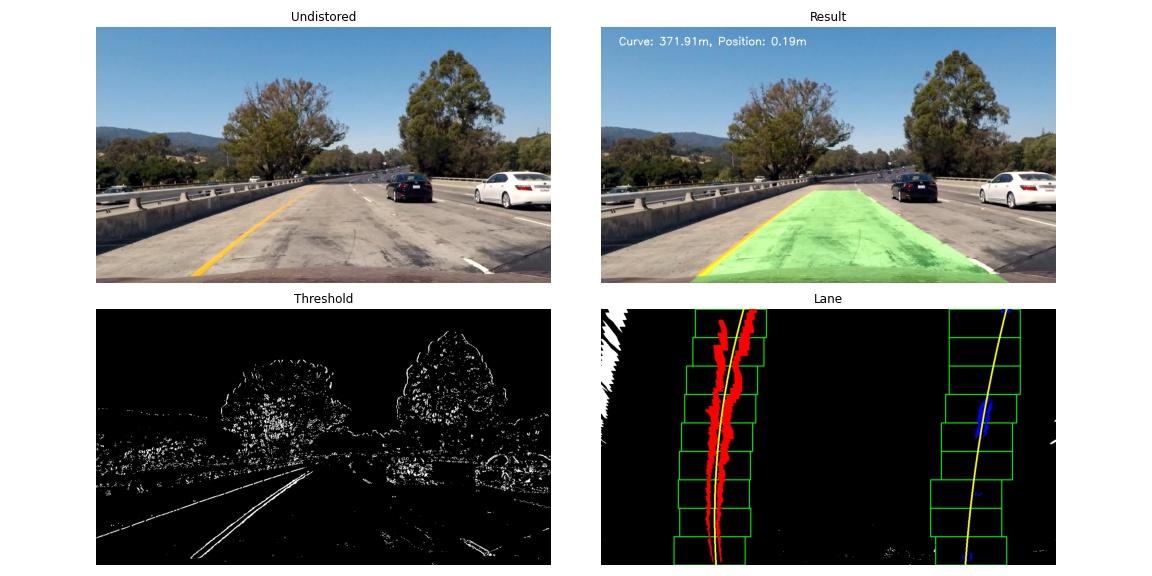 Undistored
Result
Curve: 371.91m, Position: 0.19m
Threshold
Lane